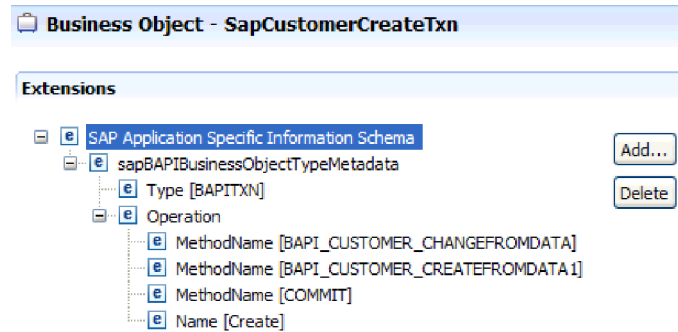 Business Object - SapCustomerCreateTxn
Extensions
SAP Application Specific Information Schema
Add...
sapBAPIBusinessObjectTypeMetadata
Type [BAPITXN]
Delete
Operation
MethodName [BAPI_CUSTOMER_CHANGEFROMDATA]
MethodName [BAPI_CUSTOMER_CREATEFROMDATA1]
MethodName [COMMIT]
Name [Create]